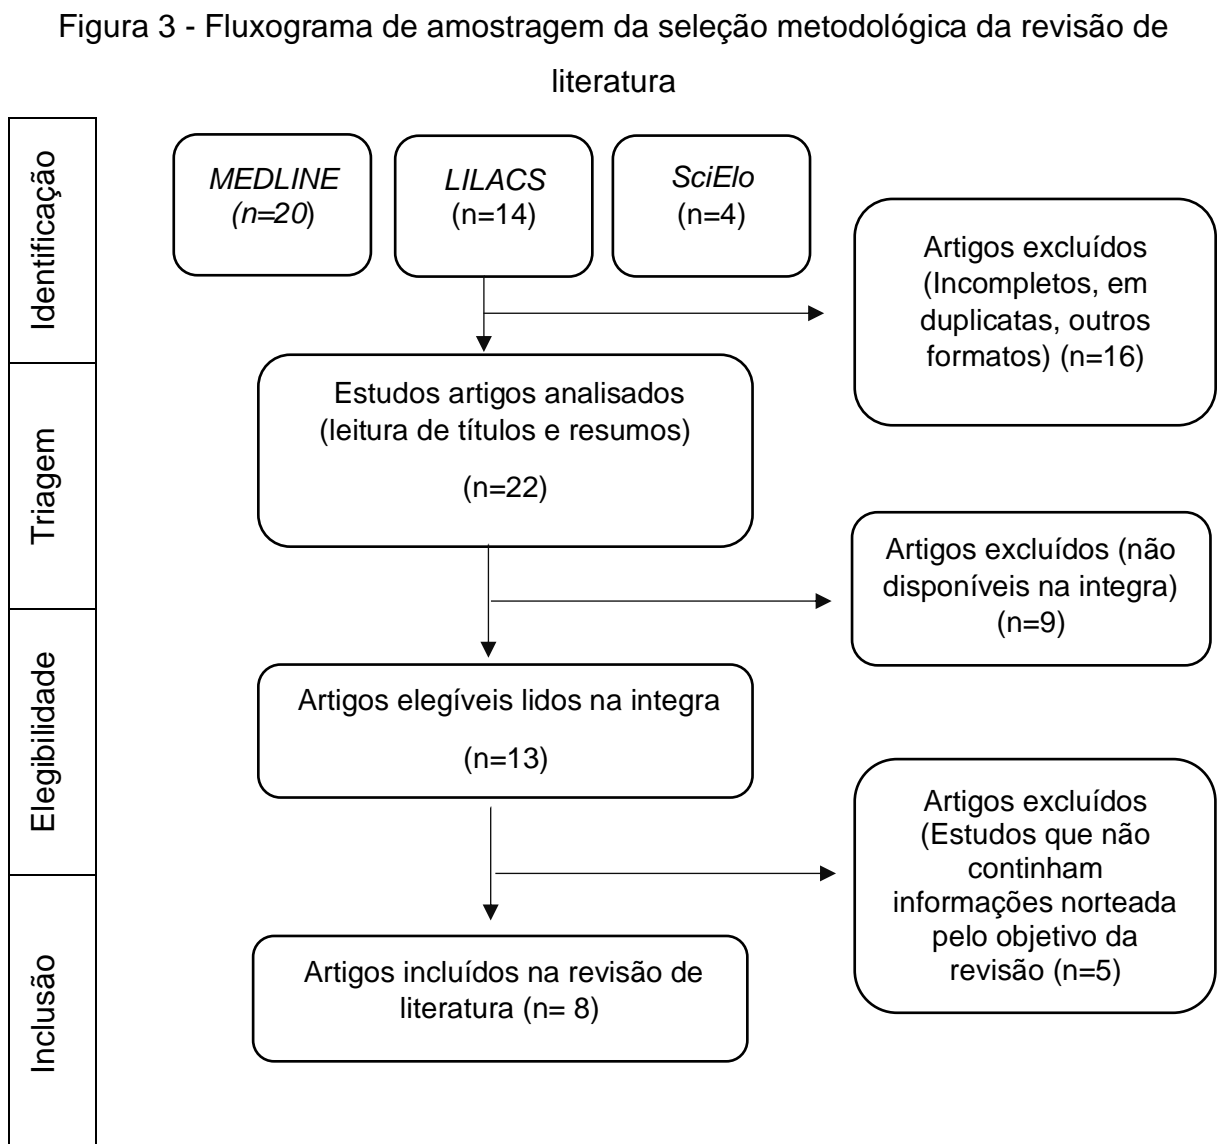 Figura 3 - Fluxograma de amostragem da seleção metodológica da revisão de
literatura
Identificação
MEDLINE
(n=20)
LILACS
(n=14)
SciElo
(n=4)
Artigos excluídos
(Incompletos, em
duplicatas, outros
formatos) (n=16)
Triagem
Estudos artigos analisados
(leitura de títulos e resumos)
(n=22)
Artigos excluídos (não
disponíveis na integra)
(n=9)
Elegibilidade
Artigos elegíveis lidos na integra
(n=13)
Artigos excluídos
(Estudos que não
continham
informações norteada
pelo objetivo da
revisão (n=5)
Inclusão
Artigos incluídos na revisão de
literatura (n= 8)